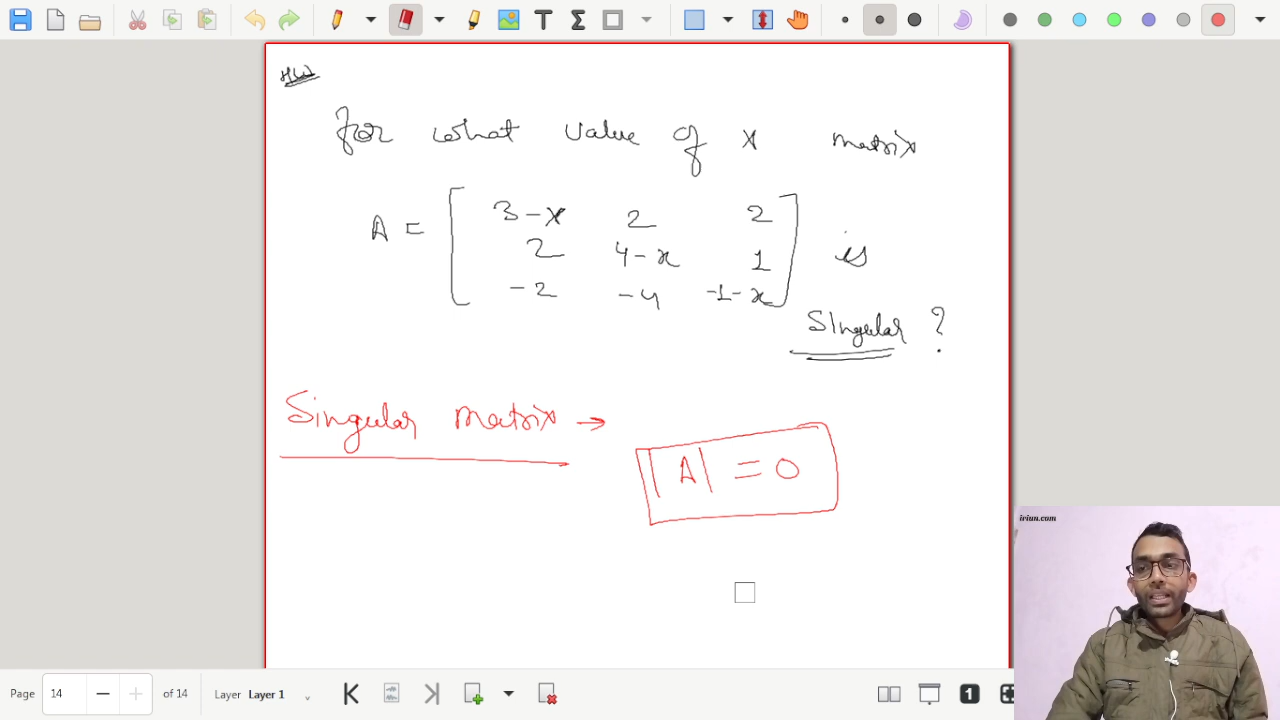 HW
for what value of x matrix
A = [ 3-x 2 2
2 4-x 1
-2 -4 -1-x ] is
Singular ?
Singular matrix →
|A| = 0
iriun.com
Page 14 of 14 Layer Layer 1 1